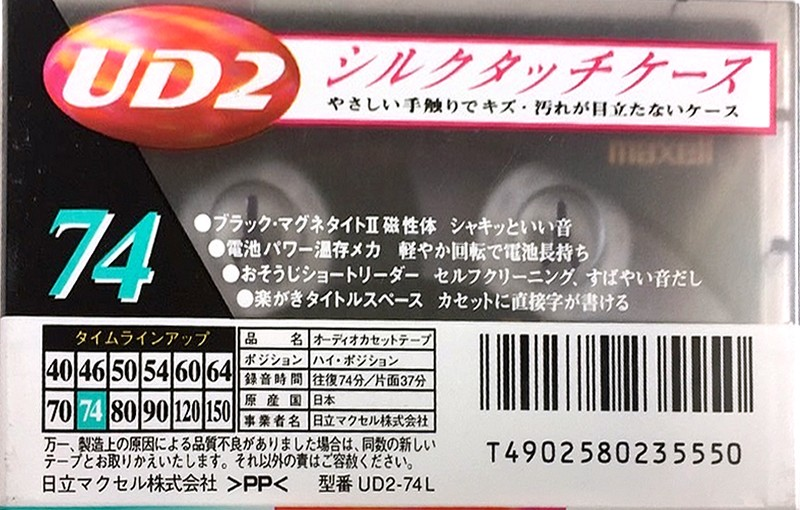 UD2
シルクタッチケース
やさしい手触りでキズ・汚れが目立たないケース
maxell
74
●ブラック・マグネタイトII磁性体 シャキッといい音
●電池パワー温存メカ 軽やか回転で電池長持ち
●おそうじショートリーダー セルフクリーニング、すばやい音だし
●楽がきタイトルスペース カセットに直接字が書ける
タイムラインアップ
40 46 50 54 60 64
70 74 80 90 120 150
品名 オーディオカセットテープ
ポジション ハイ・ポジション
録音時間 往復74分/片面37分
原産国 日本
事業者名 日立マクセル株式会社
万一、製造上の原因による品質不良がありました場合は、同数の新しい
テープとお取りかえいたします。それ以外の責はご容赦ください。
日立マクセル株式会社 >PP< 型番 UD2-74L
T4902580235550